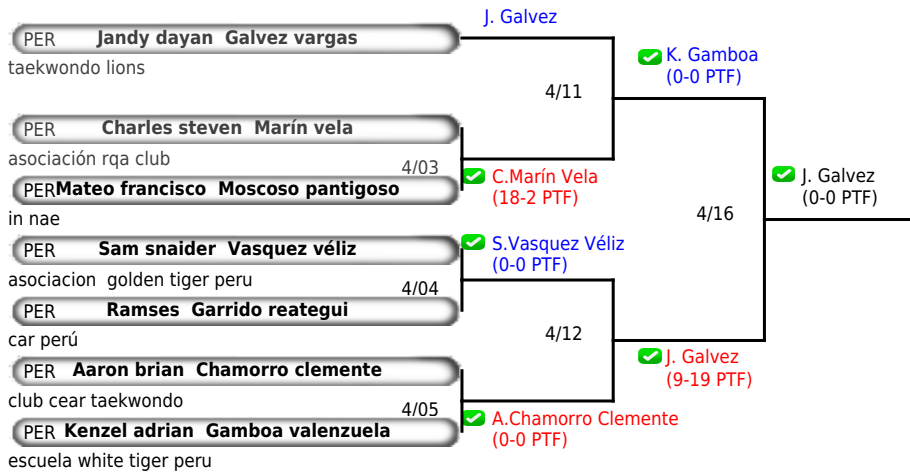 J. Galvez
PER Jandy dayan Galvez vargas
taekwondo lions
K. Gamboa
(0-0 PTF)
4/11
PER Charles steven Marín vela
asociación rqa club
4/03
C.Marín Vela
(18-2 PTF)
PER Mateo francisco Moscoso pantigoso
in nae
J. Galvez
(0-0 PTF)
4/16
PER Sam snaider Vasquez véliz
S.Vasquez Véliz
(0-0 PTF)
asociacion golden tiger peru
4/04
PER Ramses Garrido reategui
car perú
4/12
J. Galvez
(9-19 PTF)
PER Aaron brian Chamorro clemente
club cear taekwondo
4/05
A.Chamorro Clemente
(0-0 PTF)
PER Kenzel adrian Gamboa valenzuela
escuela white tiger peru